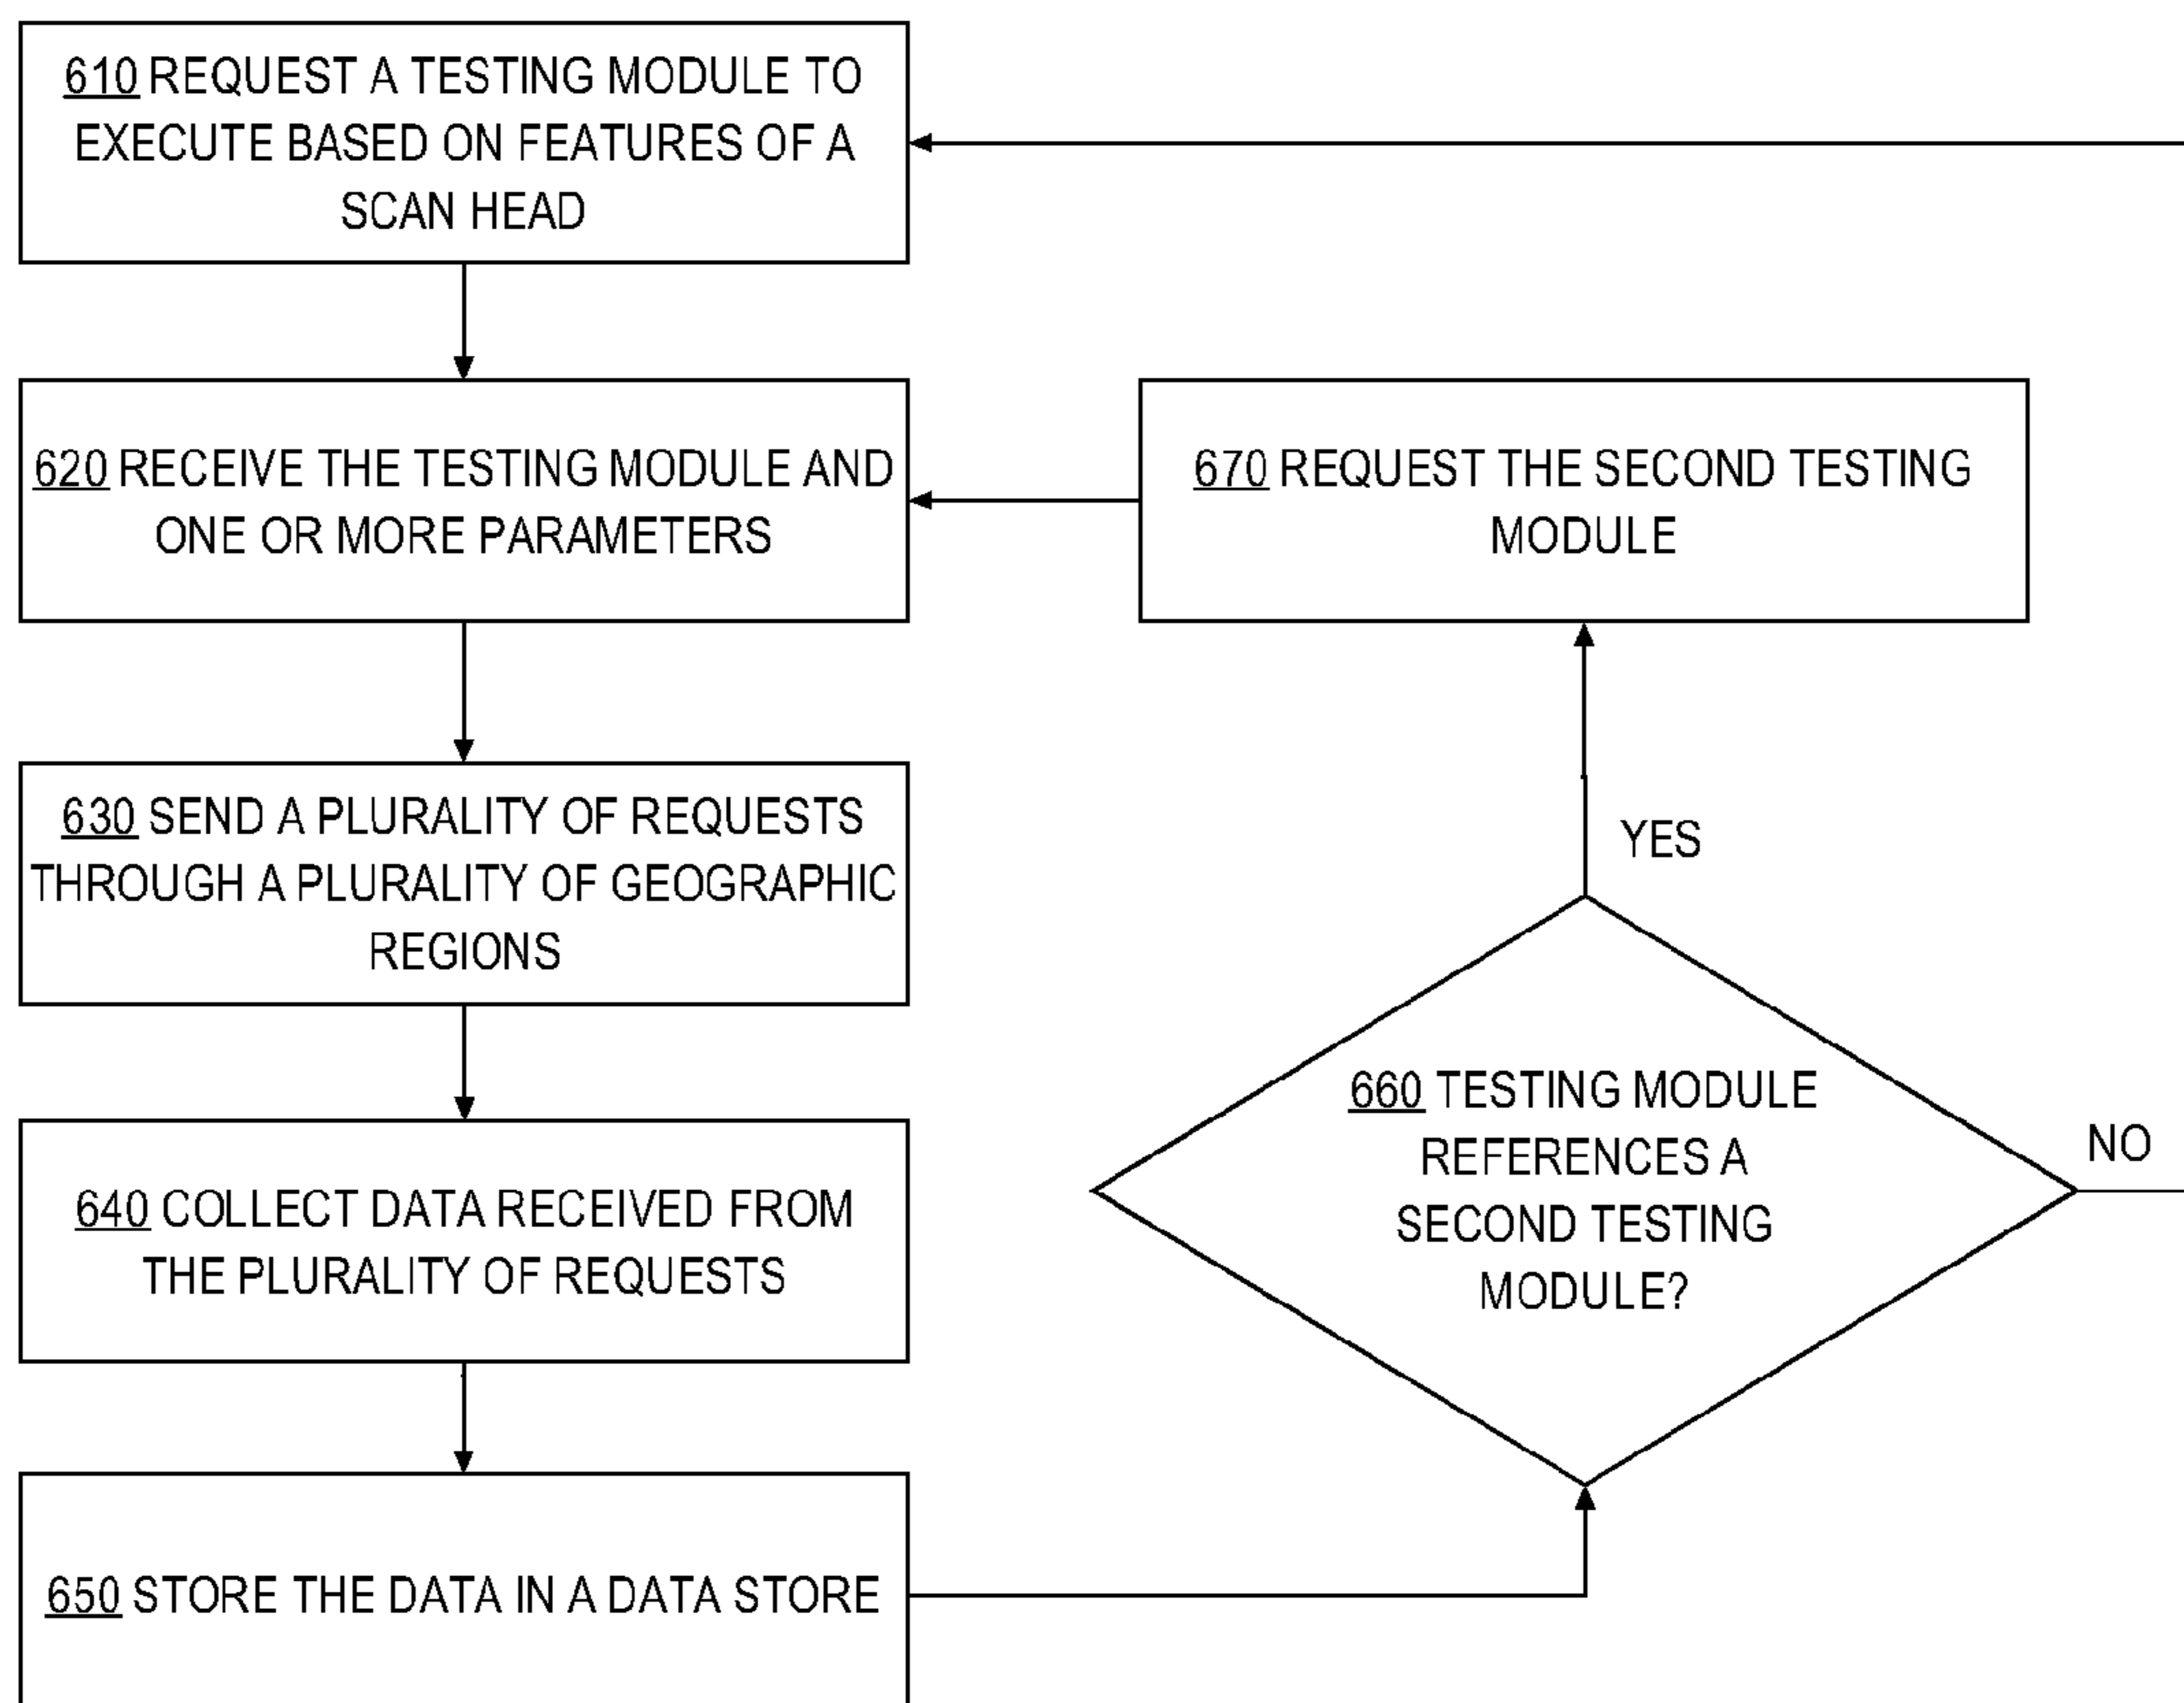 610 REQUEST A TESTING MODULE TO
EXECUTE BASED ON FEATURES OF A
SCAN HEAD
620 RECEIVE THE TESTING MODULE AND
ONE OR MORE PARAMETERS
670 REQUEST THE SECOND TESTING
MODULE
630 SEND A PLURALITY OF REQUESTS
THROUGH A PLURALITY OF GEOGRAPHIC
REGIONS
YES
660 TESTING MODULE
REFERENCES A
SECOND TESTING
MODULE?
NO
640 COLLECT DATA RECEIVED FROM
THE PLURALITY OF REQUESTS
650 STORE THE DATA IN A DATA STORE